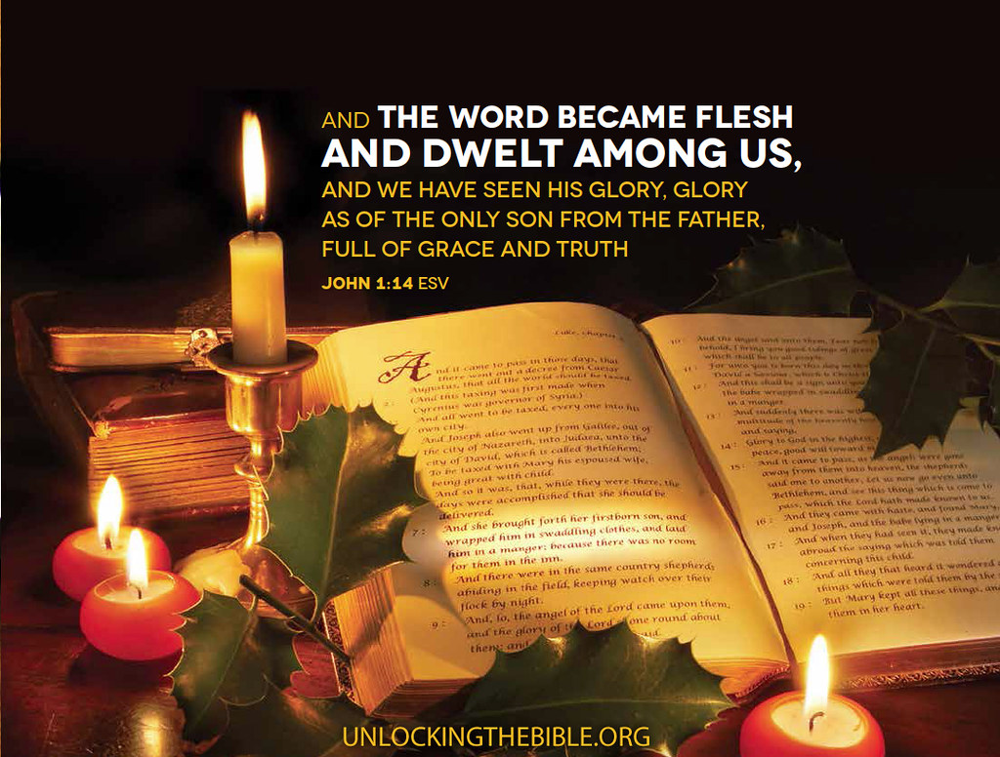 AND THE WORD BECAME FLESH
AND DWELT AMONG US,
AND WE HAVE SEEN HIS GLORY, GLORY
AS OF THE ONLY SON FROM THE FATHER,
FULL OF GRACE AND TRUTH
JOHN 1:14 ESV
Luke, chapter
And it came to pass in those days, that
there went out a decree from Caesar
Augustus, that all the world should be taxed.
2: (And this taxing was first made when
Cyrenius was governor of Syria.)
And all went to be taxed, every one into his
own city.
And Joseph also went up from Galilee, out of
the city of Nazareth, into Judaea, unto the
city of David, which is called Bethlehem;
To be taxed with Mary his espoused wife,
being great with child.
And so it was, that, while they were there, the
days were accomplished that she should be
delivered.
7: And she brought forth her firstborn son, and
wrapped him in swaddling clothes, and laid
him in a manger; because there was no room
for them in the inn.
8: And there were in the same country shepherds
abiding in the field, keeping watch over their
flock by night.
9: And, lo, the angel of the Lord came upon them,
and the glory of the Lord shone round about
them: and
10: And the angel said unto them, Fear not:
behold, I bring you good tidings of great
which shall be to all people.
11: For unto you is born this day in the
David a Saviour, which is Christ
12: And this shall be a sign unto you
the babe wrapped in swaddling
in a manger.
13: And suddenly there was with
multitude of the heavenly
and saying,
14: Glory to God in the highest,
peace, good will toward
15: And it came to pass, as angels were gone
away from them into heaven, the shepherds
said one to another, Let us now go even unto
Bethlehem, and see this thing which is come to
pass, which the Lord hath made known to us.
16: And they came with haste, and found Mary,
and Joseph, and the babe lying in a manger.
17: And when they had seen it, they made known
abroad the saying which was told them
concerning this child.
18: And all they that heard it wondered
things which were told them by the
19: But Mary kept all these things, and
them in her heart.
UNLOCKINGTHEBIBLE.ORG